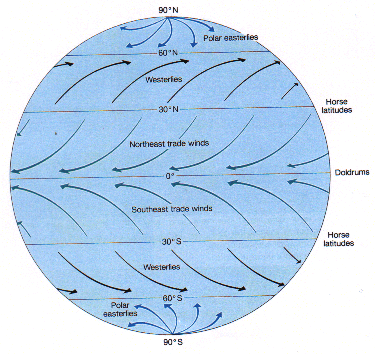 90°N
Polar easterlies
60°N
Westerlies
30°N
Horse
latitudes
Northeast trade winds
0°
Doldrums
Southeast trade winds
30°S
Horse
latitudes
Westerlies
60°S
Polar
easterlies
90°S